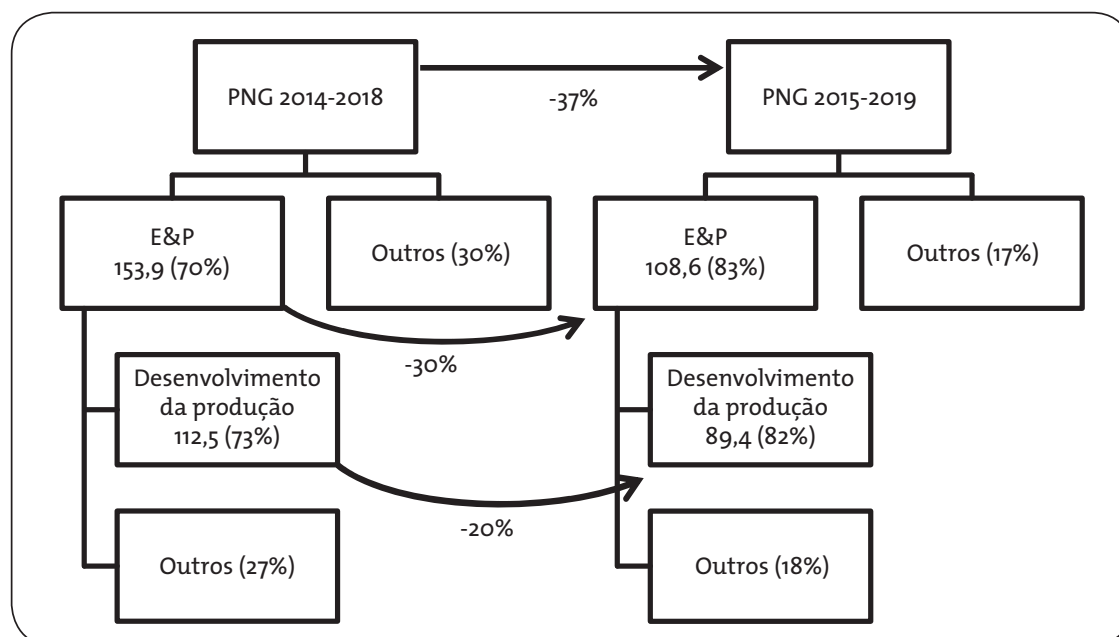 PNG 2014-2018
-37%
PNG 2015-2019
E&P
153,9 (70%)
Outros (30%)
E&P
108,6 (83%)
Outros (17%)
-30%
Desenvolvimento
da produção
112,5 (73%)
Desenvolvimento
da produção
89,4 (82%)
-20%
Outros (27%)
Outros (18%)